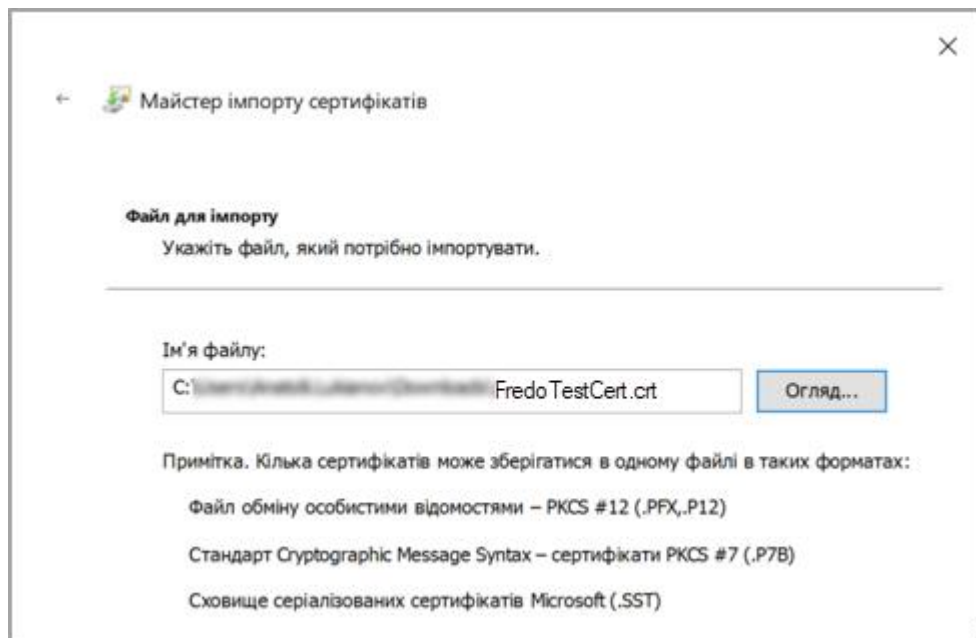 Майстер імпорту сертифікатів
Файл для імпорту
Укажіть файл, який потрібно імпортувати.
Ім'я файлу:
C:\ FredoTestCert.crt
Огляд...
Примітка. Кілька сертифікатів може зберігатися в одному файлі в таких форматах:
Файл обміну особистими відомостями – PKCS #12 (.PFX,.P12)
Стандарт Cryptographic Message Syntax – сертифікати PKCS #7 (.P7B)
Сховище серіалізованих сертифікатів Microsoft (.SST)